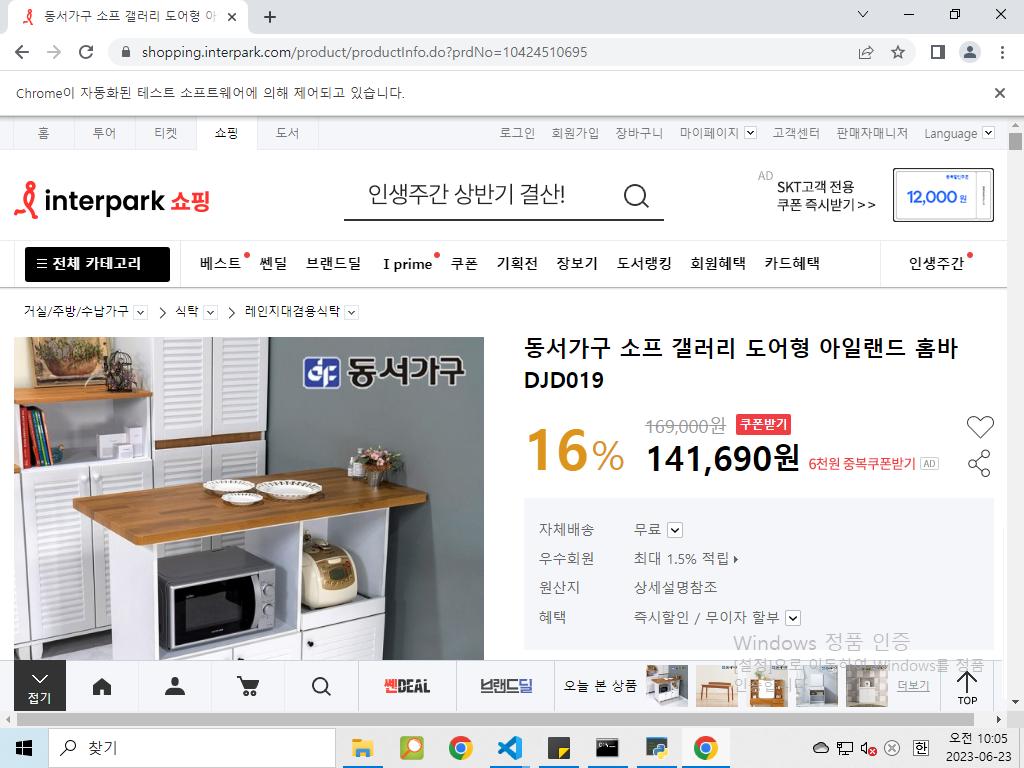 동서가구 소프 갤러리 도어형 아
shopping.interpark.com/product/productInfo.do?prdNo=10424510695
Chrome이 자동화된 테스트 소프트웨어에 의해 제어되고 있습니다.
홈 투어 티켓 쇼핑 도서 로그인 회원가입 장바구니 마이페이지 고객센터 판매자매니저 Language
interpark 쇼핑
인생주간 상반기 결산!
AD SKT고객 전용
쿠폰 즉시받기 >>
12,000원
전체 카테고리 베스트 쎈딜 브랜드딜 I prime 쿠폰 기획전 장보기 도서랭킹 회원혜택 카드혜택 인생주간
거실/주방/수납가구 > 식탁 > 레인지대겸용식탁
동서가구
동서가구 소프 갤러리 도어형 아일랜드 홈바
DJD019
169,000원 쿠폰받기
16% 141,690원 6천원 중복쿠폰받기 AD
자체배송 무료
우수회원 최대 1.5% 적립
원산지 상세설명참조
혜택 즉시할인 / 무이자 할부
Windows 정품 인증
[설정]으로 이동하여 Windows를 정품
인증합니다.
접기 쎈DEAL 브랜드딜 오늘 본 상품 더보기 TOP
찾기
한
오전 10:05
2023-06-23